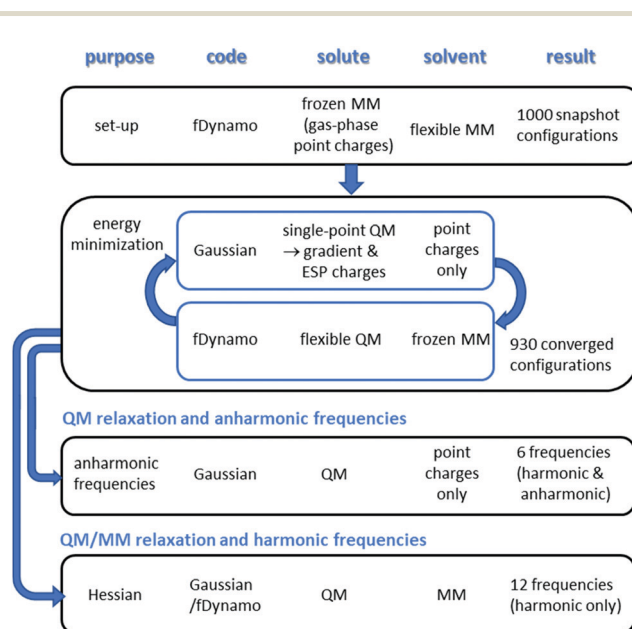 purpose code solute solvent result
set-up fDynamo frozen MM (gas-phase point charges) flexible MM 1000 snapshot configurations
energy minimization
Gaussian single-point QM → gradient & ESP charges point charges only
fDynamo flexible QM frozen MM
930 converged configurations
QM relaxation and anharmonic frequencies
anharmonic frequencies Gaussian QM point charges only 6 frequencies (harmonic & anharmonic)
QM/MM relaxation and harmonic frequencies
Hessian Gaussian /fDynamo QM MM 12 frequencies (harmonic only)